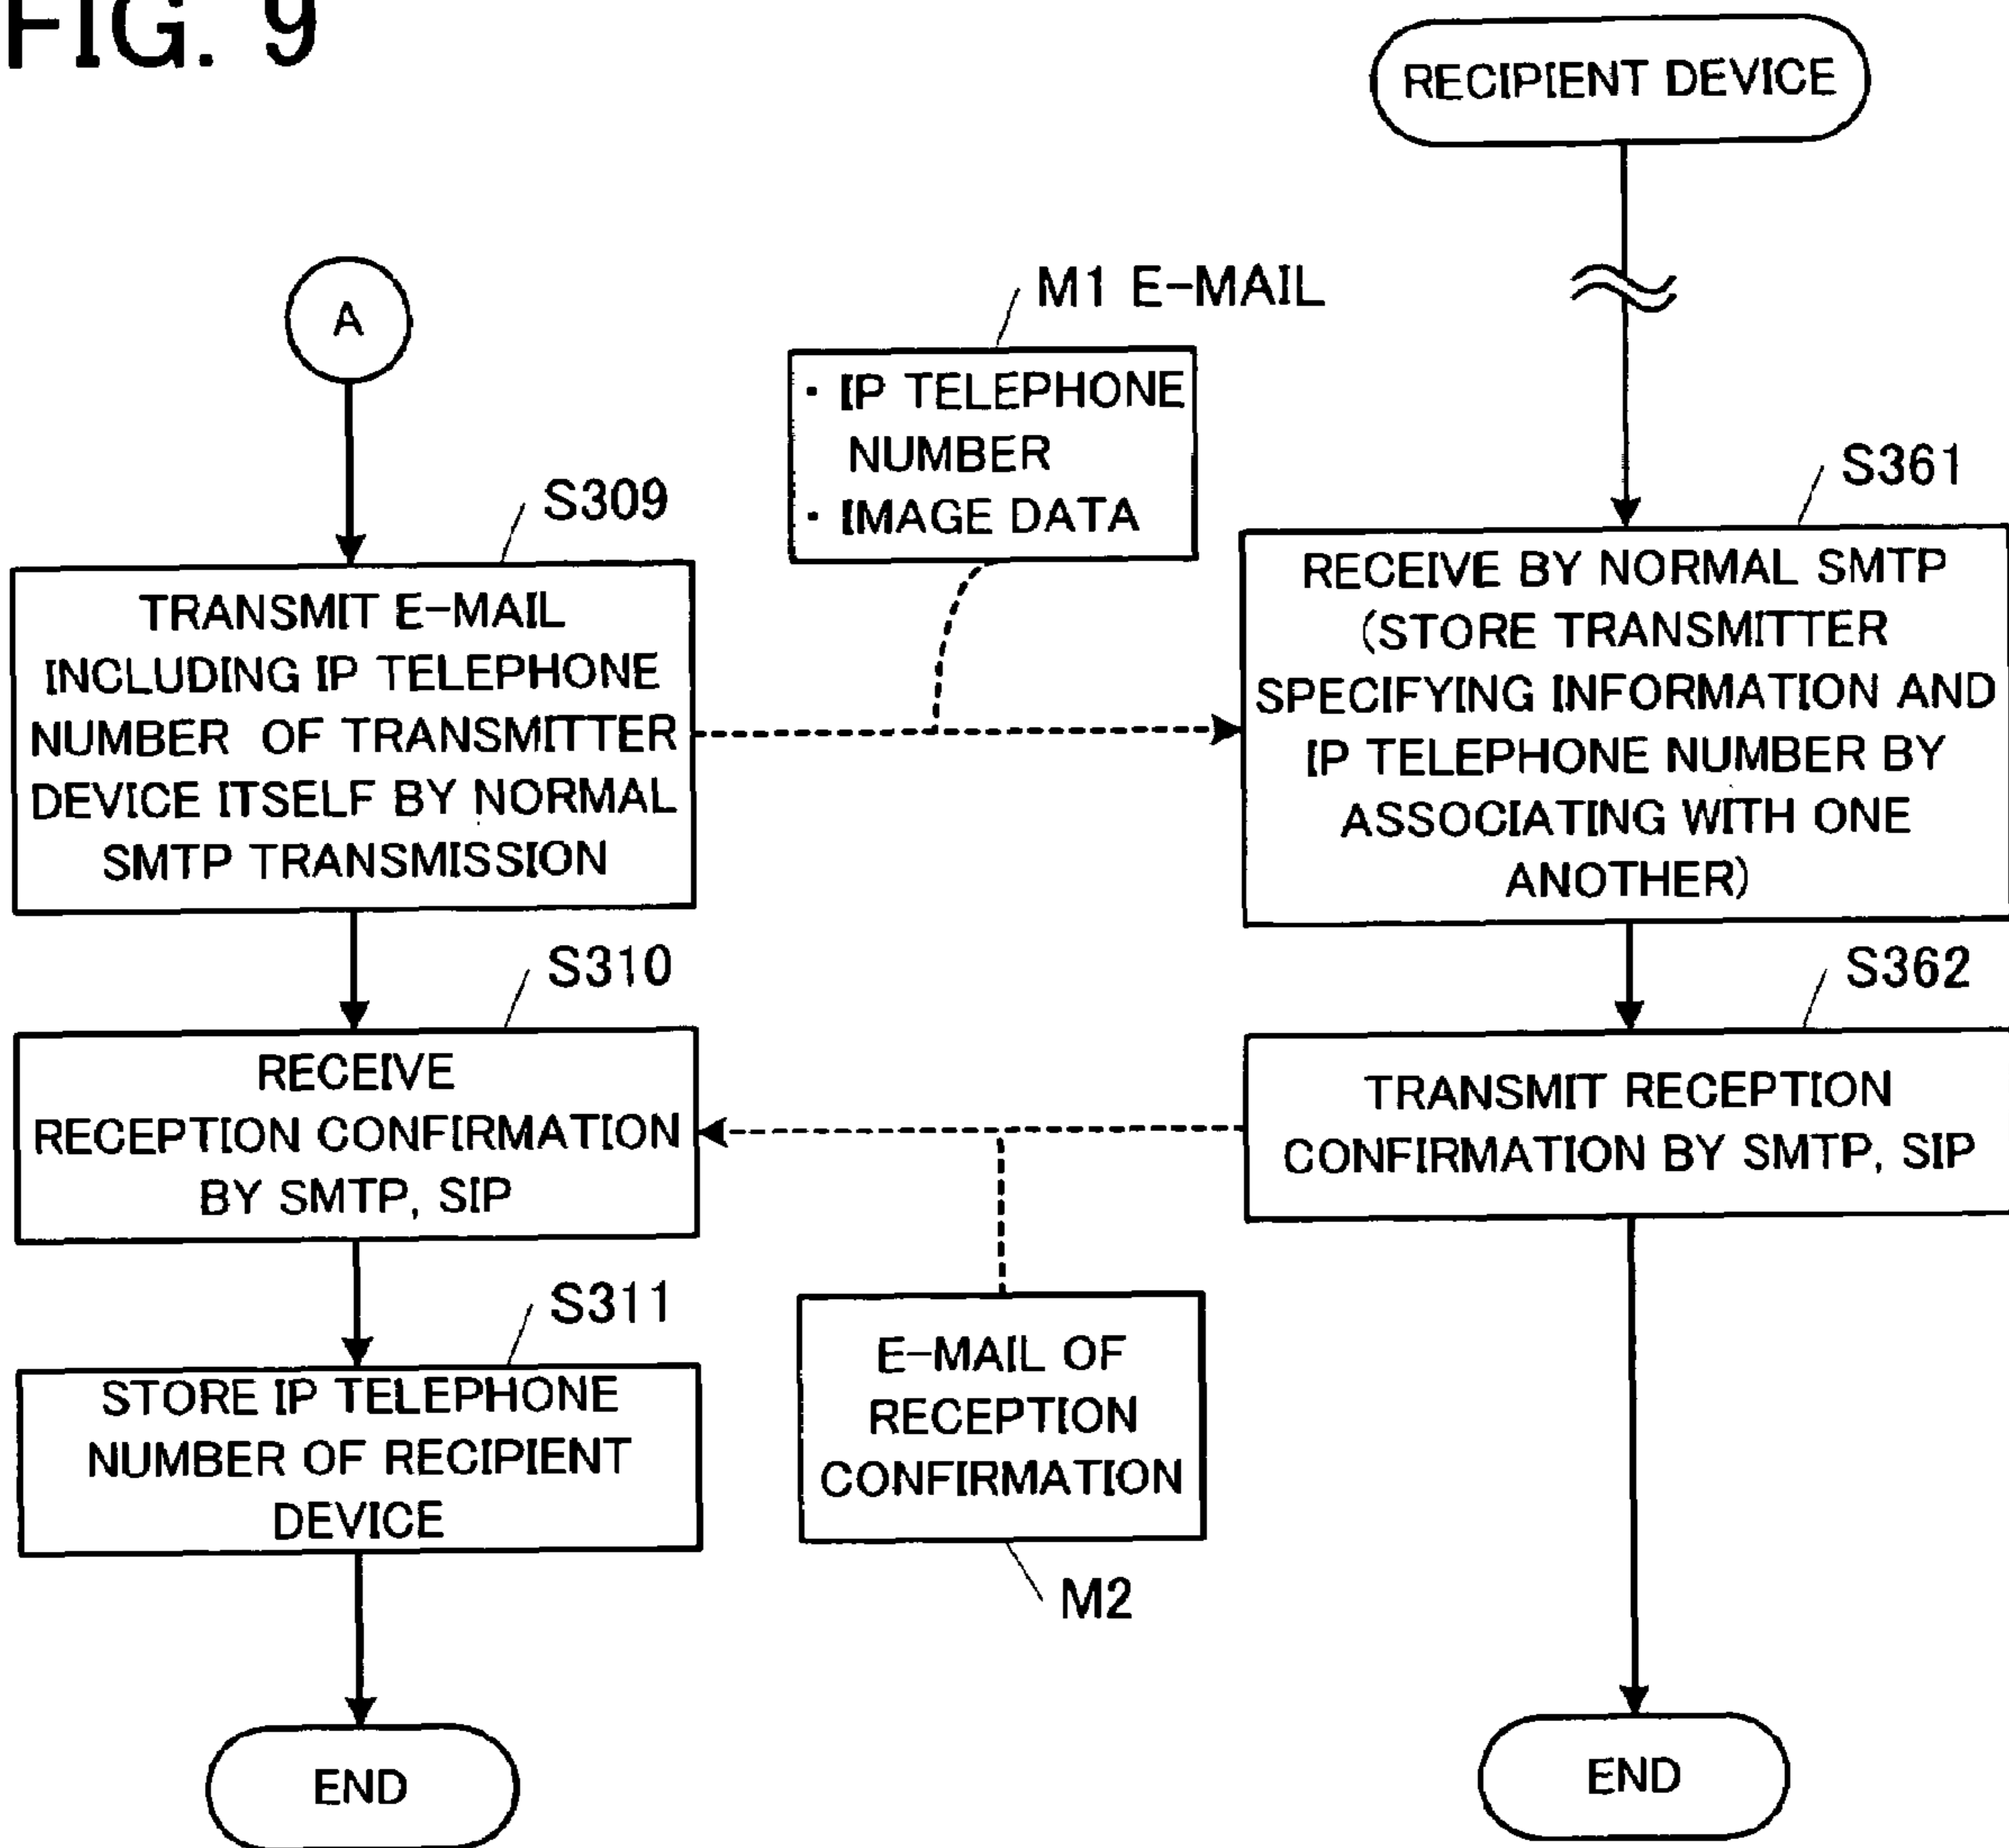 FIG. 9
RECIPIENT DEVICE
A
M1 E-MAIL
· IP TELEPHONE
NUMBER
· IMAGE DATA
S309
TRANSMIT E-MAIL
INCLUDING IP TELEPHONE
NUMBER OF TRANSMITTER
DEVICE ITSELF BY NORMAL
SMTP TRANSMISSION
S361
RECEIVE BY NORMAL SMTP
(STORE TRANSMITTER
SPECIFYING INFORMATION AND
IP TELEPHONE NUMBER BY
ASSOCIATING WITH ONE
ANOTHER)
S310
RECEIVE
RECEPTION CONFIRMATION
BY SMTP, SIP
S362
TRANSMIT RECEPTION
CONFIRMATION BY SMTP, SIP
S311
STORE IP TELEPHONE
NUMBER OF RECIPIENT
DEVICE
E-MAIL OF
RECEPTION
CONFIRMATION
M2
END
END